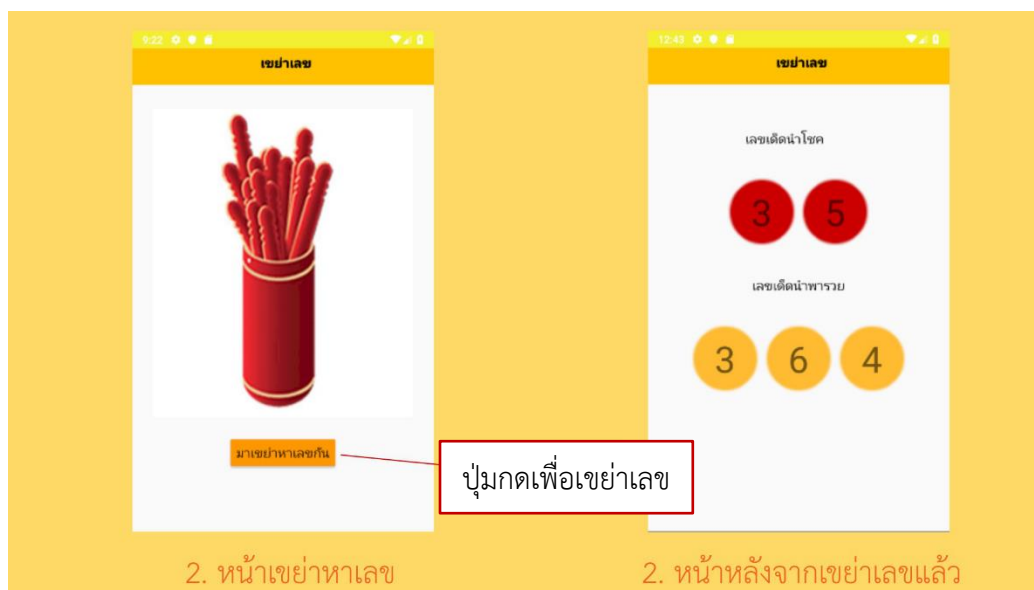 9:22
เขย่าเลข
มาเขย่าหาเลขกัน
ปุ่มกดเพื่อเขย่าเลข
2. หน้าเขย่าหาเลข
12:43
เขย่าเลข
เลขเด็ดนำโชค
3 5
เลขเด็ดนำพารวย
3 6 4
2. หน้าหลังจากเขย่าเลขแล้ว